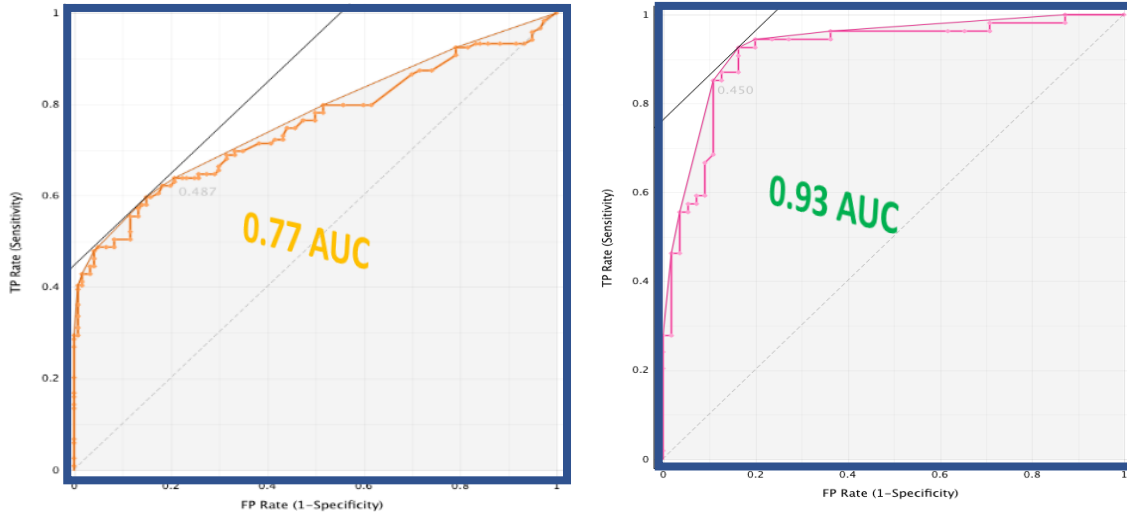 1
0.8
0.6
0.4
0.2
0
TP Rate (Sensitivity)
0.487
0.77 AUC
0 0.2 0.4 0.6 0.8 1
FP Rate (1-Specificity)
1
0.8
0.6
0.4
0.2
0
TP Rate (Sensitivity)
0.450
0.93 AUC
0 0.2 0.4 0.6 0.8 1
FP Rate (1-Specificity)